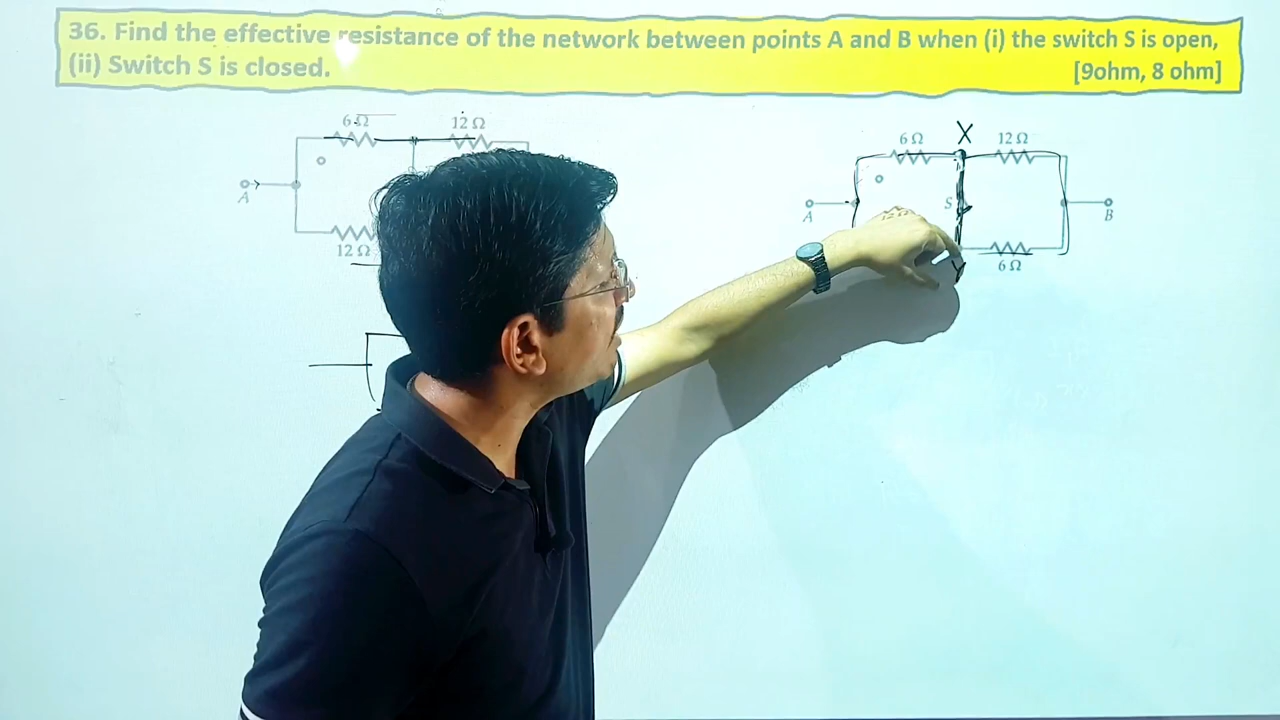 36. Find the effective resistance of the network between points A and B when (i) the switch S is open,
(ii) Switch S is closed. [9ohm, 8 ohm]
6 Ω 12 Ω
A
12 Ω
X
6 Ω 12 Ω
S
A B
12 Ω
Y
6 Ω